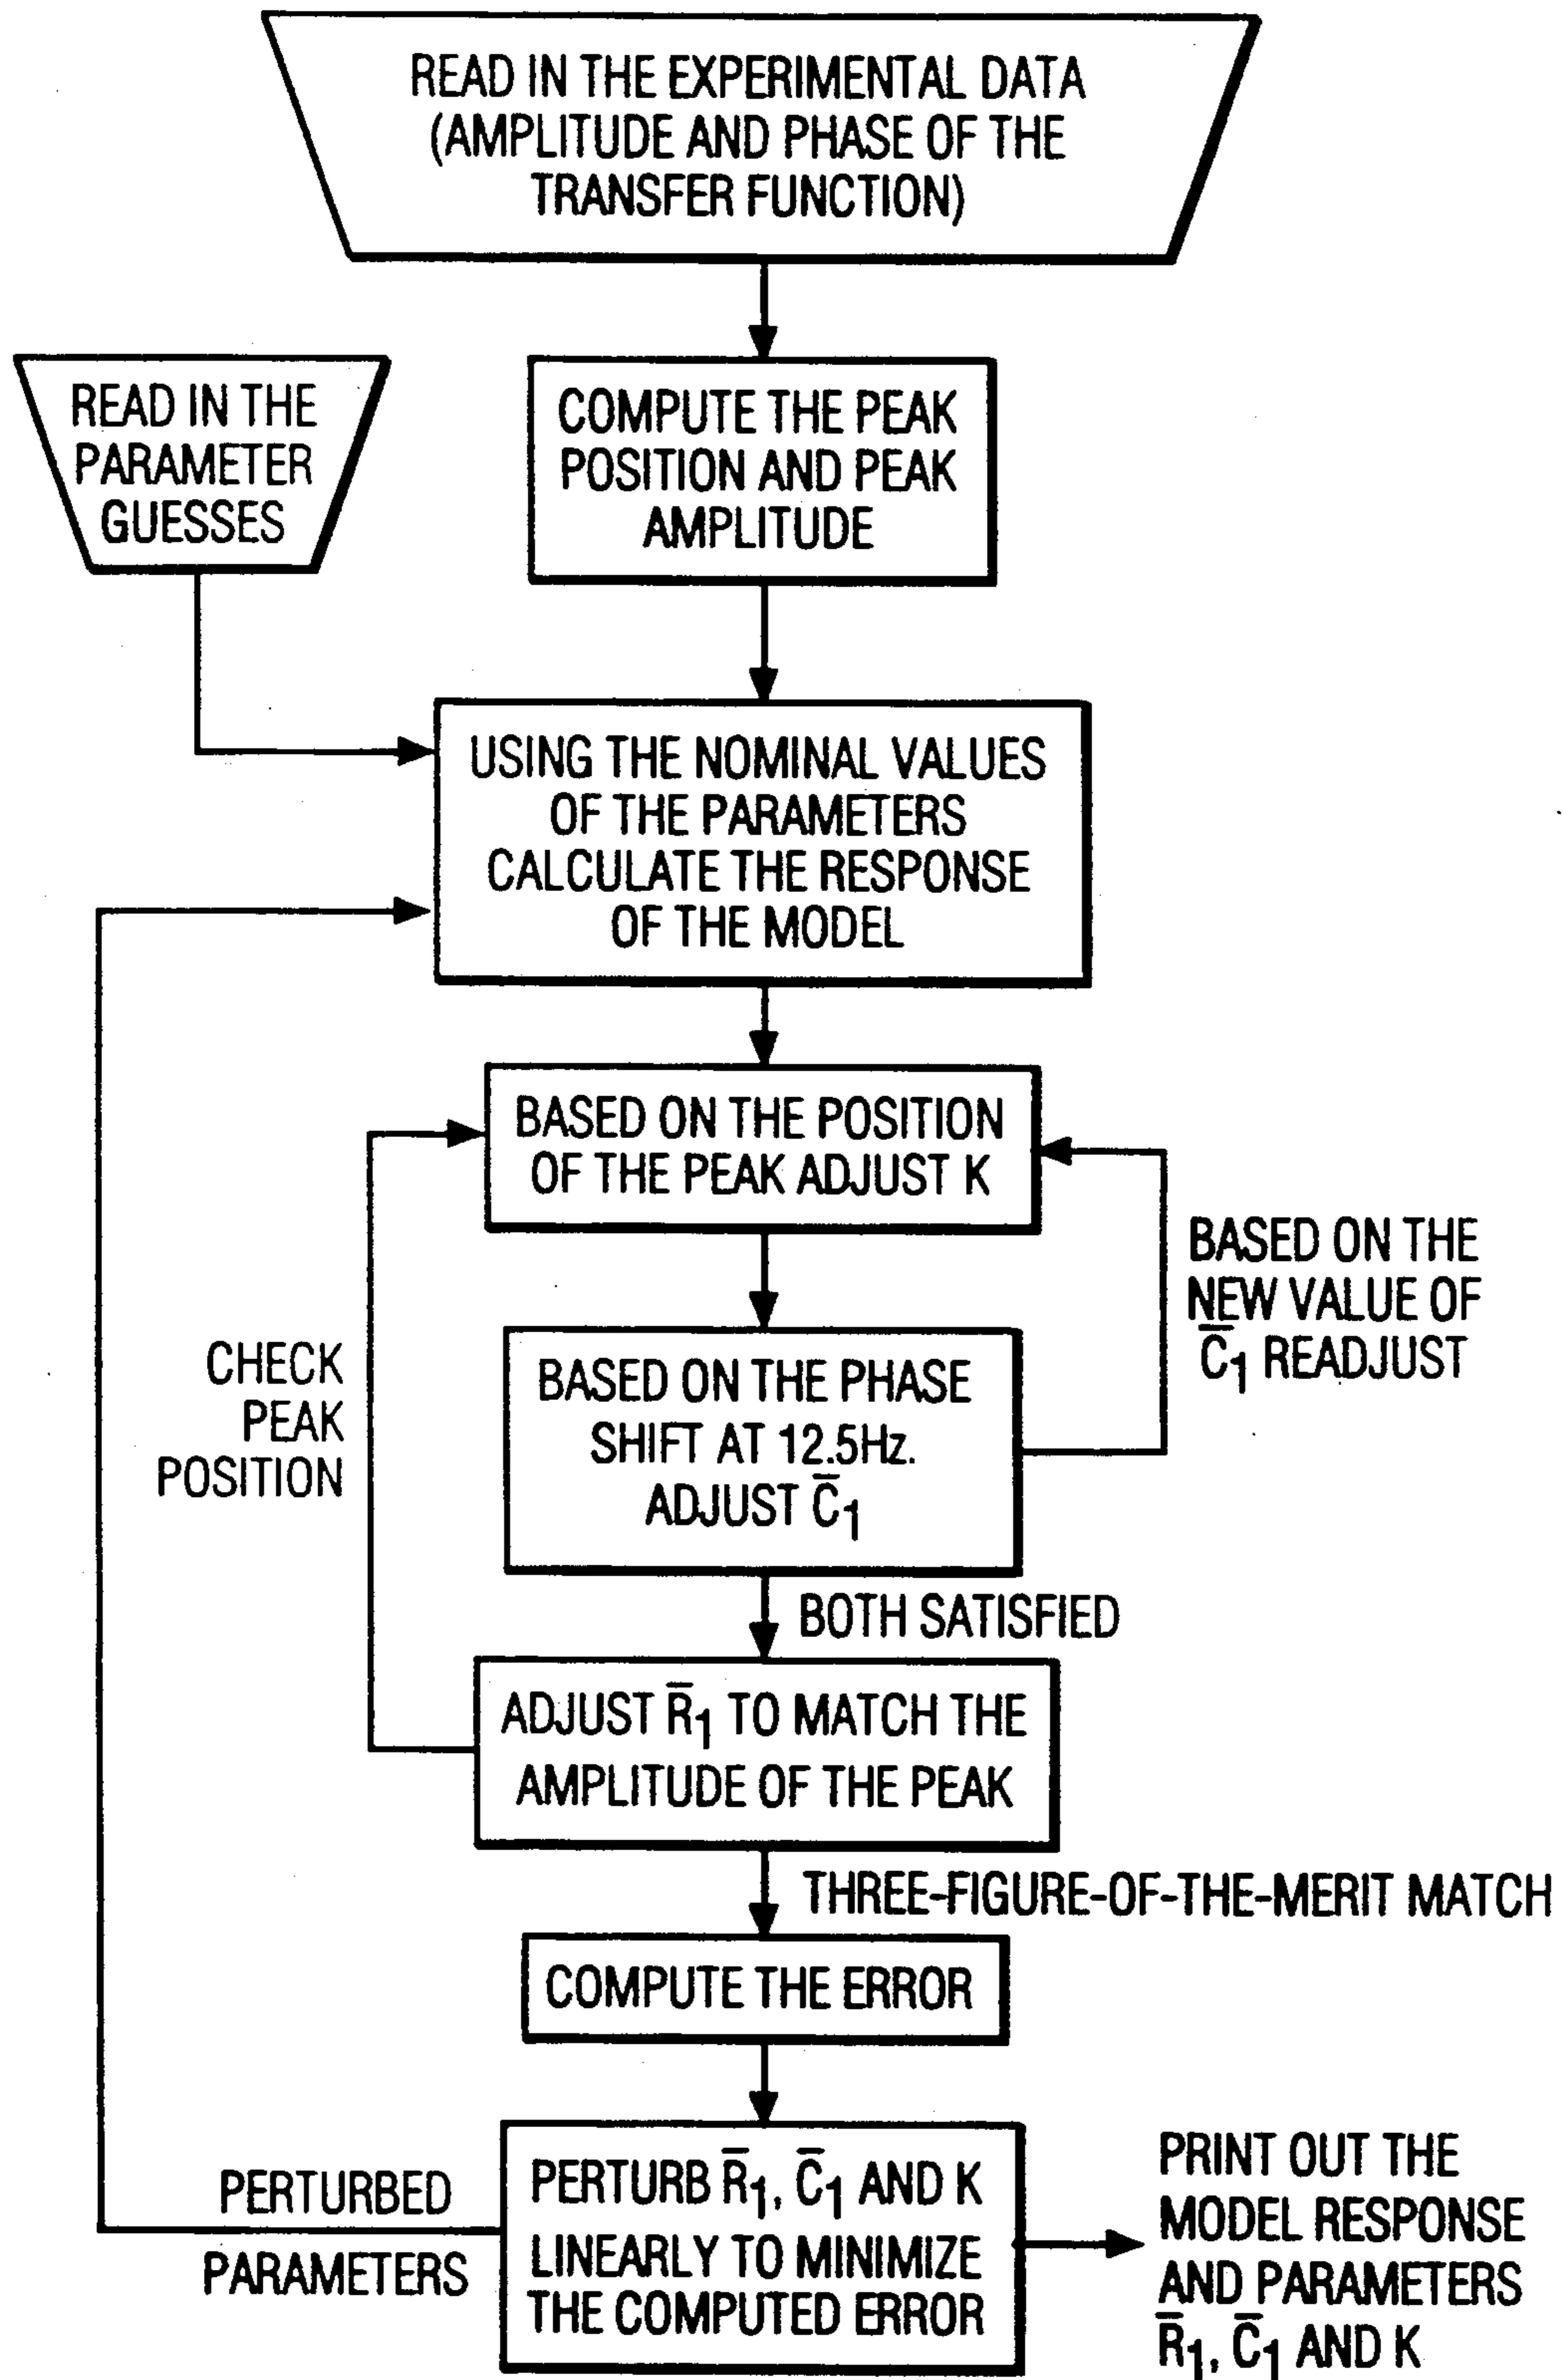 READ IN THE EXPERIMENTAL DATA
(AMPLITUDE AND PHASE OF THE
TRANSFER FUNCTION)
READ IN THE
PARAMETER
GUESSES
COMPUTE THE PEAK
POSITION AND PEAK
AMPLITUDE
USING THE NOMINAL VALUES
OF THE PARAMETERS
CALCULATE THE RESPONSE
OF THE MODEL
BASED ON THE POSITION
OF THE PEAK ADJUST K
BASED ON THE
NEW VALUE OF
C̅1 READJUST
CHECK
PEAK
POSITION
BASED ON THE PHASE
SHIFT AT 12.5Hz.
ADJUST C̅1
BOTH SATISFIED
ADJUST R̅1 TO MATCH THE
AMPLITUDE OF THE PEAK
THREE-FIGURE-OF-THE-MERIT MATCH
COMPUTE THE ERROR
PERTURBED
PARAMETERS
PERTURB R̅1, C̅1 AND K
LINEARLY TO MINIMIZE
THE COMPUTED ERROR
PRINT OUT THE
MODEL RESPONSE
AND PARAMETERS
R̅1, C̅1 AND K